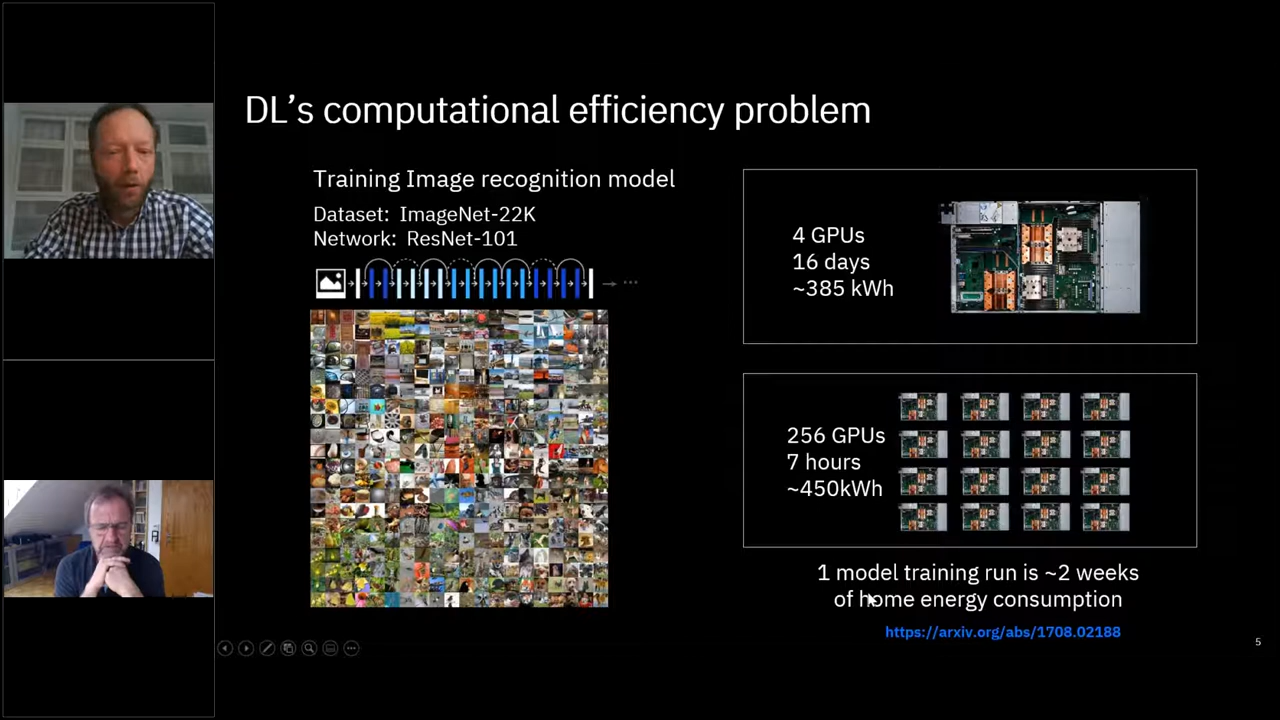 DL’s computational efficiency problem
Training Image recognition model
Dataset: ImageNet-22K
Network: ResNet-101
4 GPUs
16 days
~385 kWh
256 GPUs
7 hours
~450kWh
1 model training run is ~2 weeks
of home energy consumption
https://arxiv.org/abs/1708.02188
5